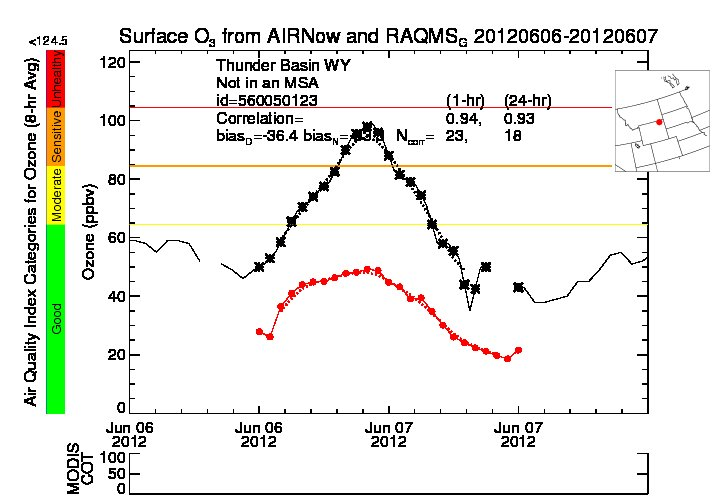 Surface O3 from AIRNow and RAQMSG 20120606-20120607
<124.5
Air Quality Index Categories for Ozone (8-hr Avg)
Unhealthy
Sensitive
Moderate
Good
Ozone (ppbv)
120
100
80
60
40
20
0
Thunder Basin WY
Not in an MSA
id=560050123 (1-hr) (24-hr)
Correlation= 0.94, 0.93
biasD=-36.4 biasN= Ncorr= 23, 18
Jun 06 Jun 06 Jun 07 Jun 07
2012 2012 2012 2012
MODIS
COT
100
50
0